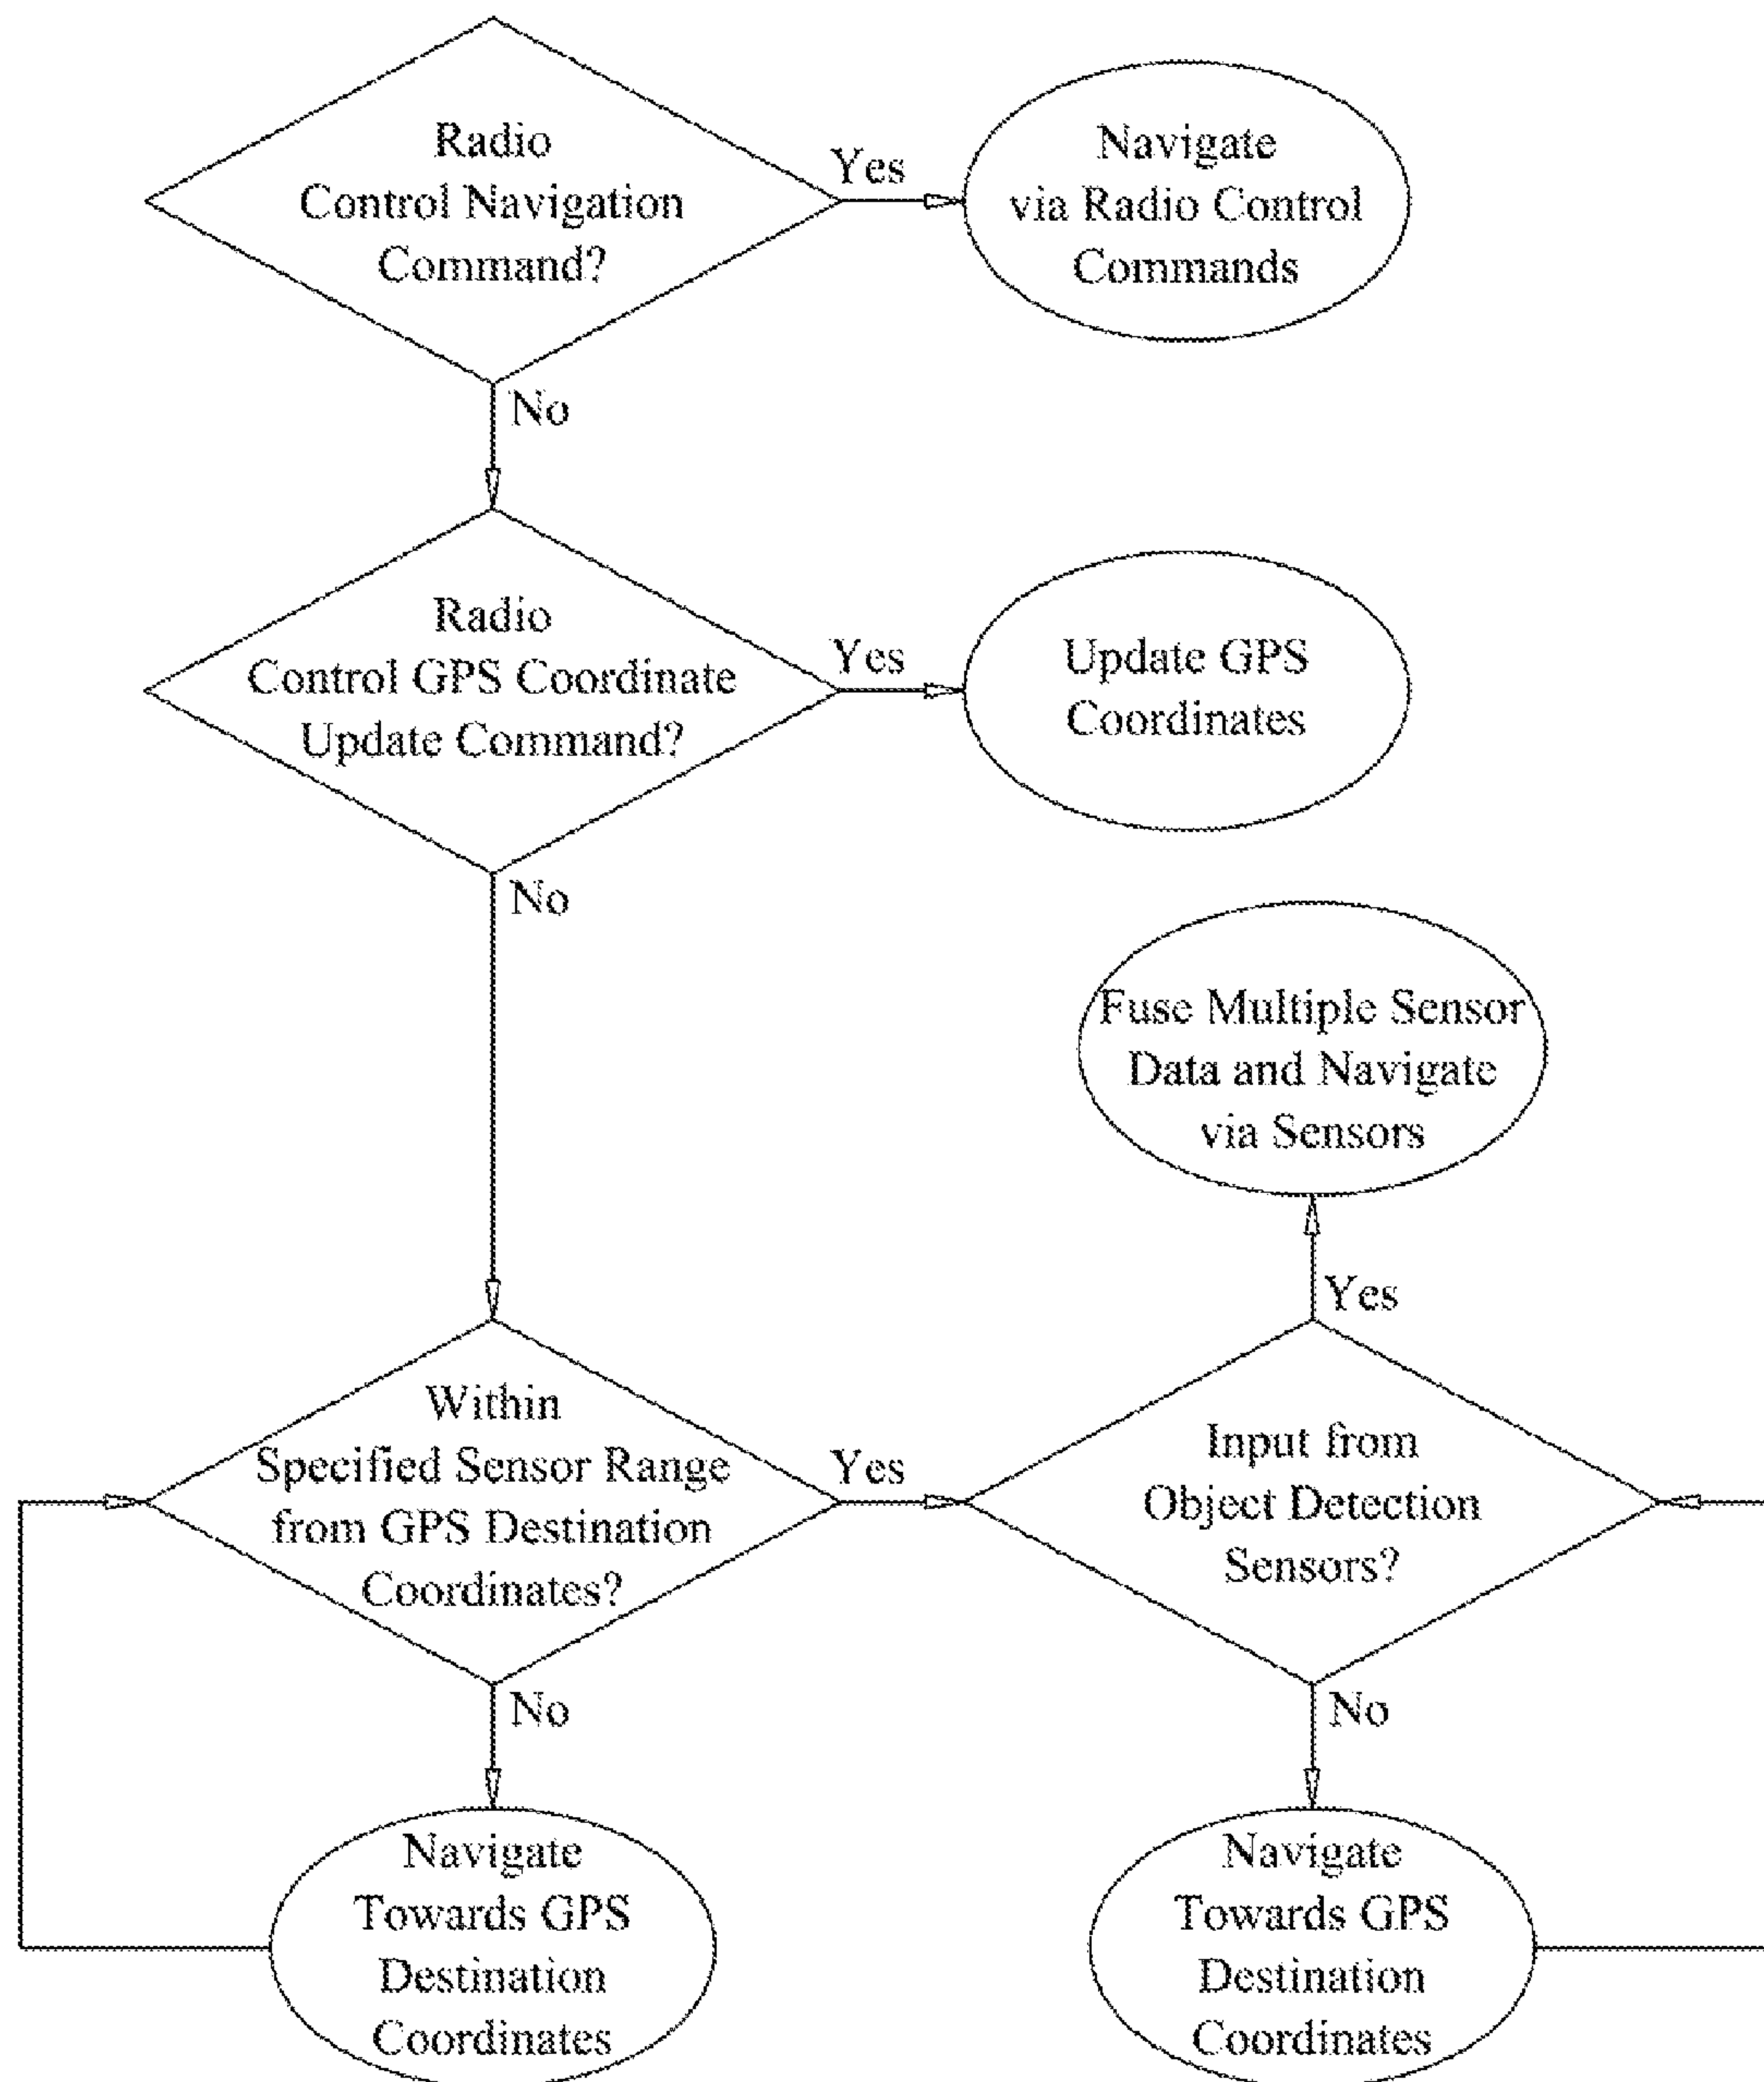 Radio
Control Navigation
Command?
Yes
Navigate
via Radio Control
Commands
No
Radio
Control GPS Coordinate
Update Command?
Yes
Update GPS
Coordinates
No
Fuse Multiple Sensor
Data and Navigate
via Sensors
Yes
Within
Specified Sensor Range
from GPS Destination
Coordinates?
Yes
Input from
Object Detection
Sensors?
No
No
Navigate
Towards GPS
Destination
Coordinates
Navigate
Towards GPS
Destination
Coordinates